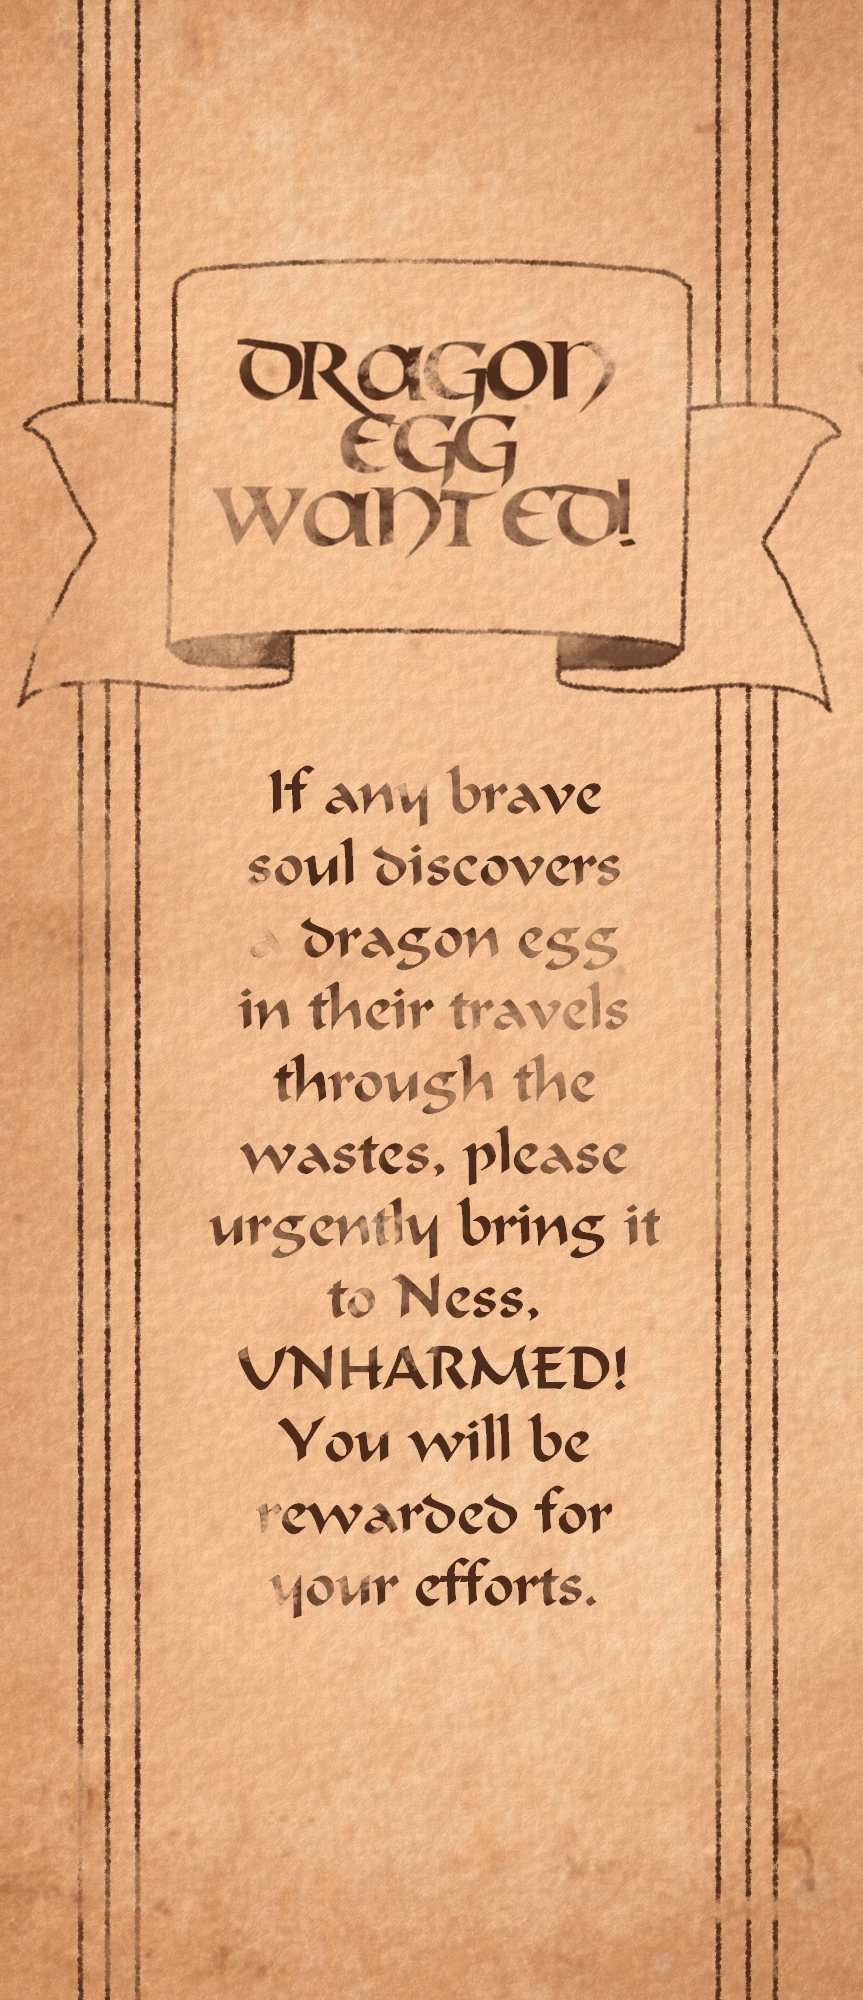 DRAGON
EGG
WANTED!
If any brave
soul discovers
a dragon egg
in their travels
through the
wastes, please
urgently bring it
to Ness,
UNHARMED!
You will be
rewarded for
your efforts.